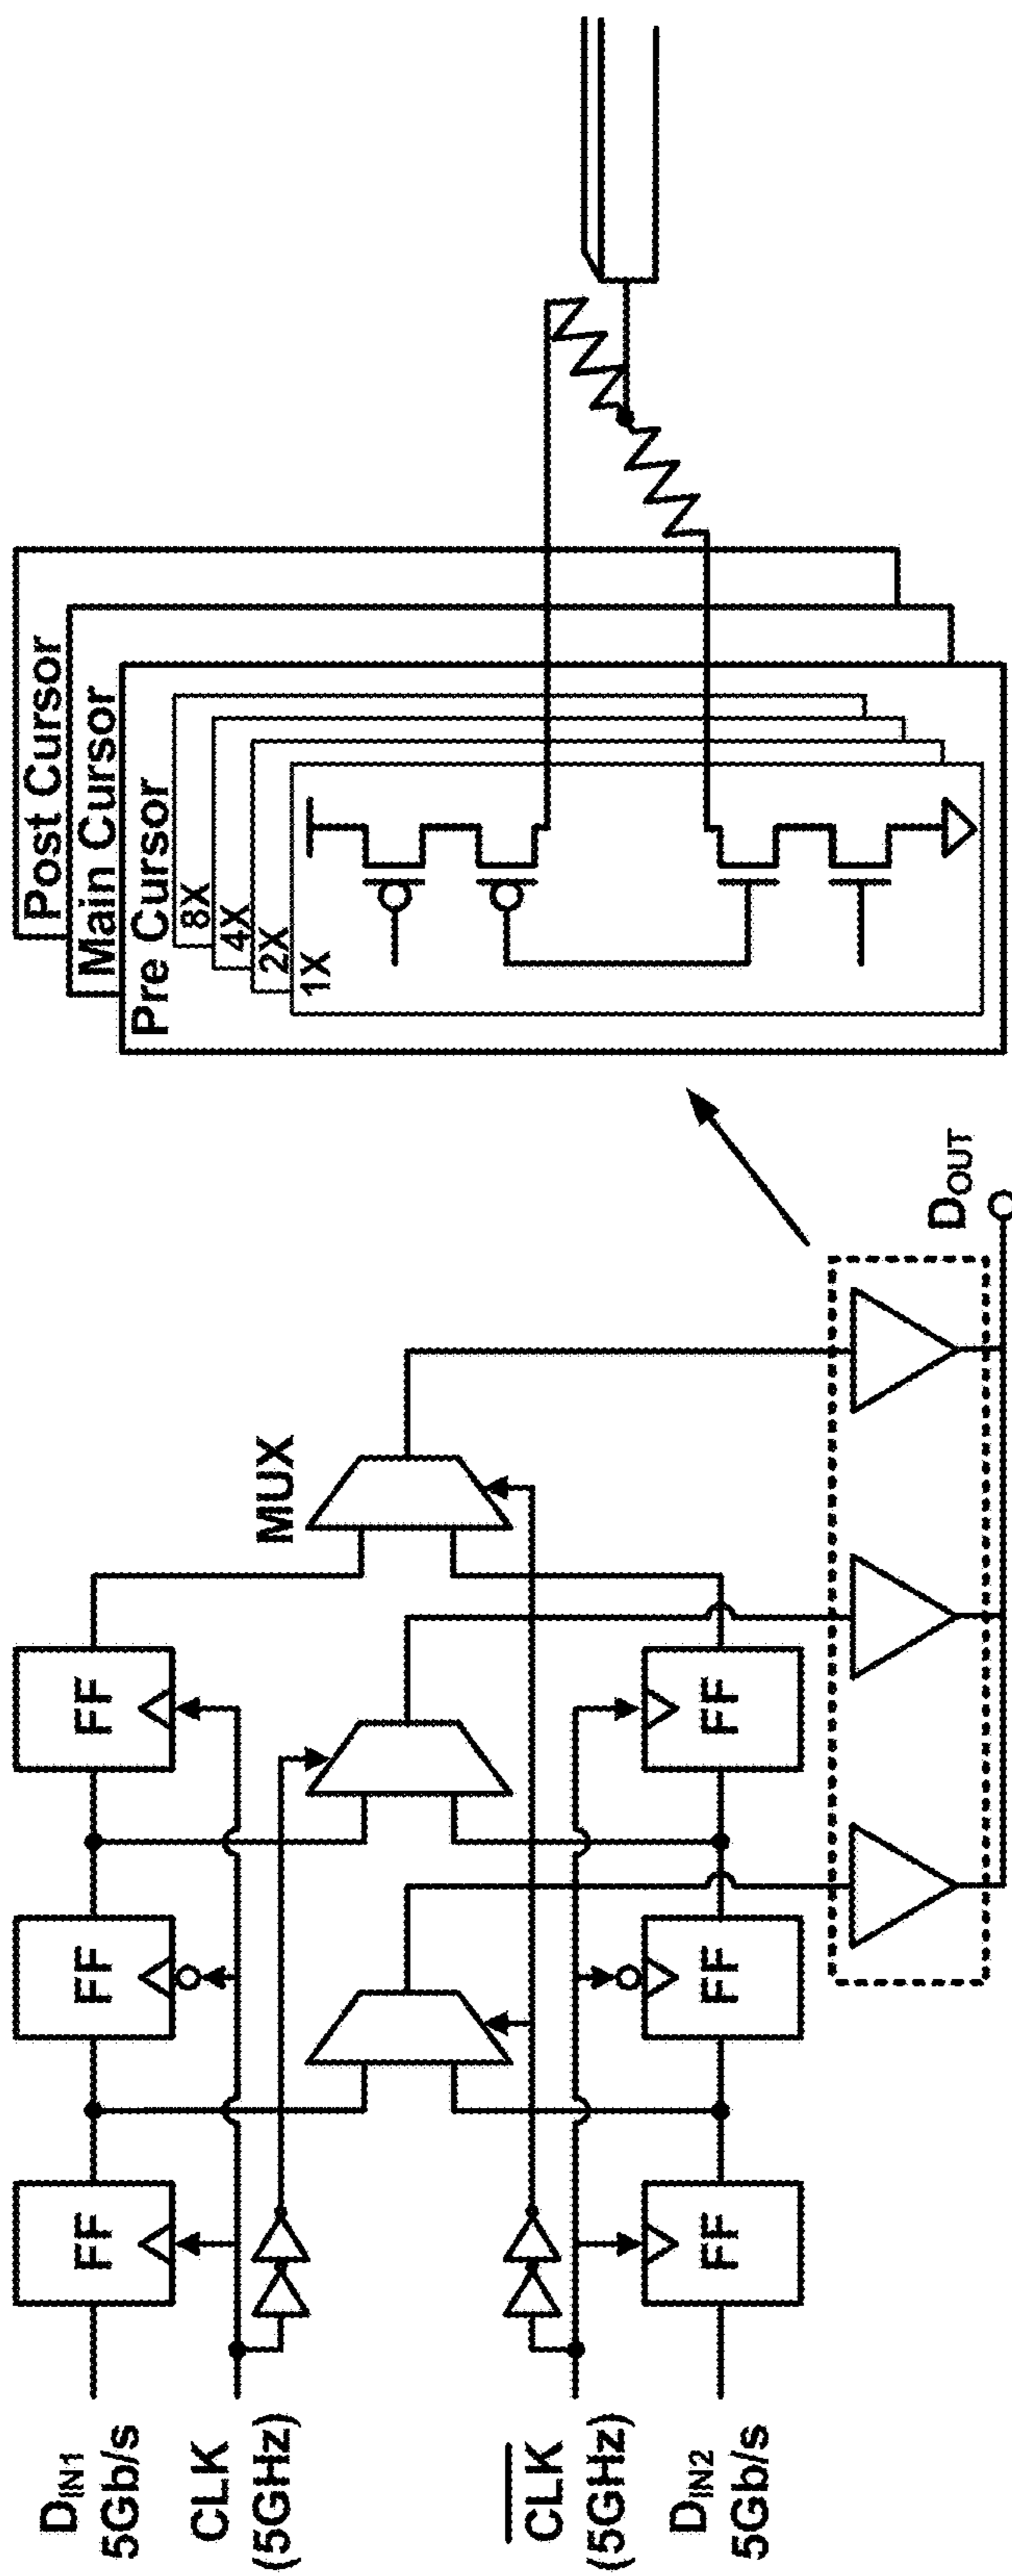 D_IN1
5Gb/s
CLK
(5GHz)
CLK
(5GHz)
D_IN2
5Gb/s
FF
FF
FF
FF
FF
FF
MUX
D_OUT
Post Cursor
Main Cursor
Pre Cursor
8X
4X
2X
1X